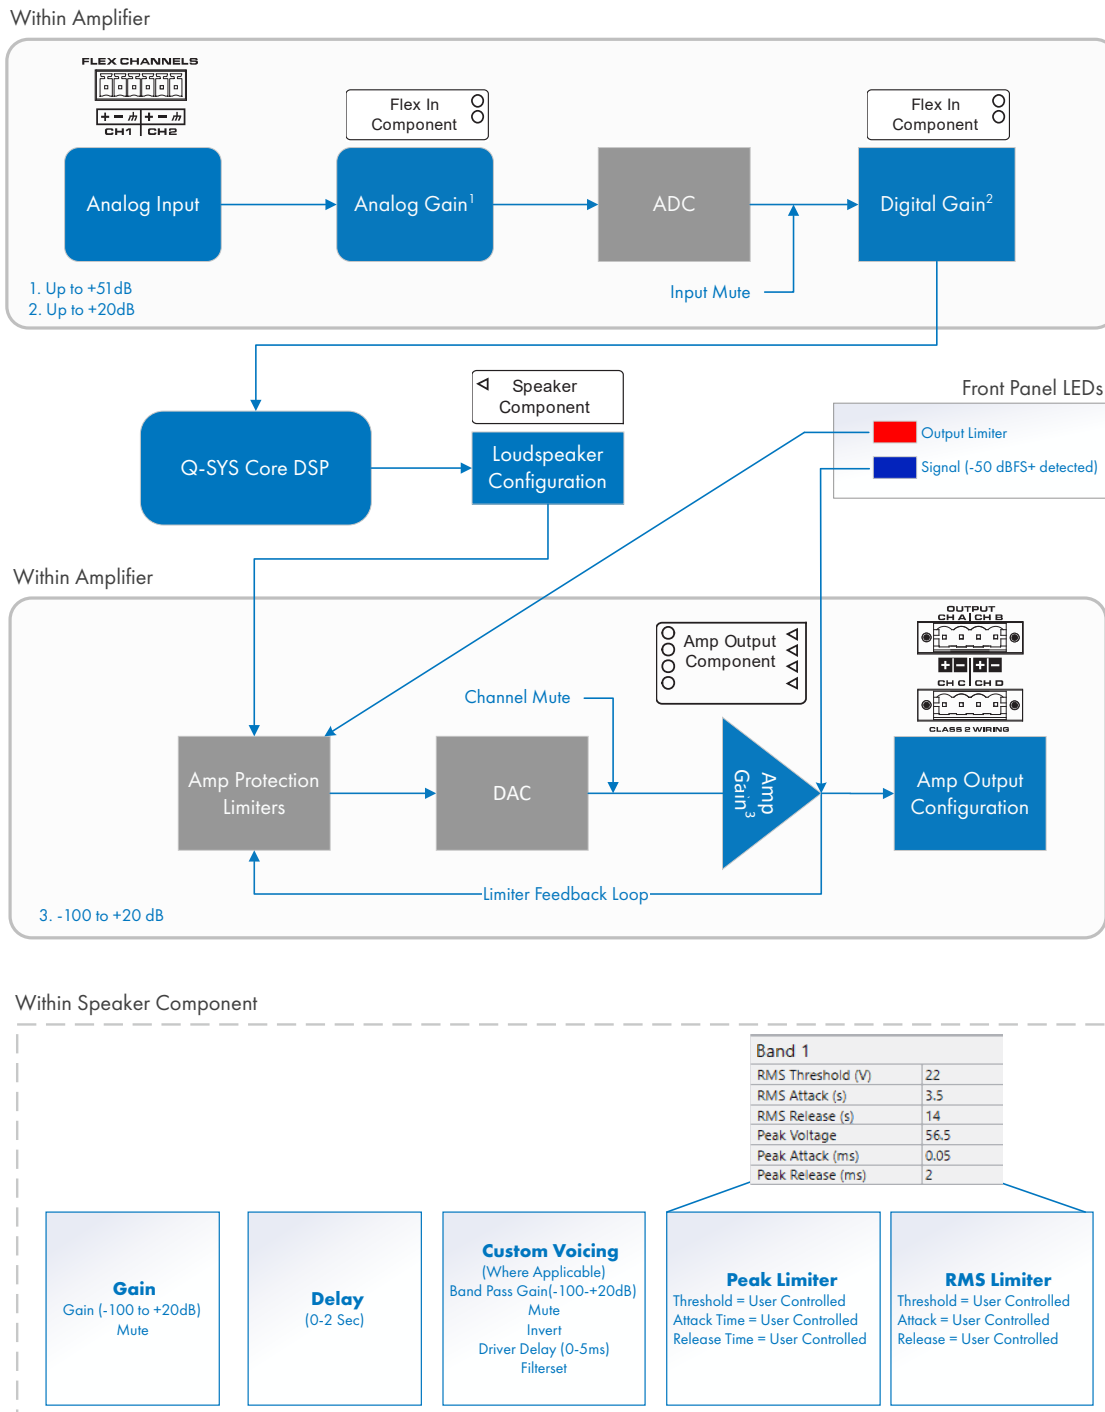 Within Amplifier
FLEX CHANNELS
+ − + −
CH1 CH2
Flex In
Component
Flex In
Component
Analog Input
Analog Gain1
ADC
Digital Gain2
1. Up to +51dB
2. Up to +20dB
Input Mute
Speaker
Component
Front Panel LEDs
Output Limiter
Signal (-50 dBFS+ detected)
Q-SYS Core DSP
Loudspeaker
Configuration
Within Amplifier
OUTPUT
CH A CH B
+ − + −
CH C CH D
CLASS 2 WIRING
Amp Output
Component
Channel Mute
Amp Protection
Limiters
DAC
Amp
Gain3
Amp Output
Configuration
Limiter Feedback Loop
3. -100 to +20 dB
Within Speaker Component
Band 1
RMS Threshold (V) 22
RMS Attack (s) 3.5
RMS Release (s) 14
Peak Voltage 56.5
Peak Attack (ms) 0.05
Peak Release (ms) 2
Gain
Gain (-100 to +20dB)
Mute
Delay
(0-2 Sec)
Custom Voicing
(Where Applicable)
Band Pass Gain(-100-+20dB)
Mute
Invert
Driver Delay (0-5ms)
Filterset
Peak Limiter
Threshold = User Controlled
Attack Time = User Controlled
Release Time = User Controlled
RMS Limiter
Threshold = User Controlled
Attack = User Controlled
Release = User Controlled